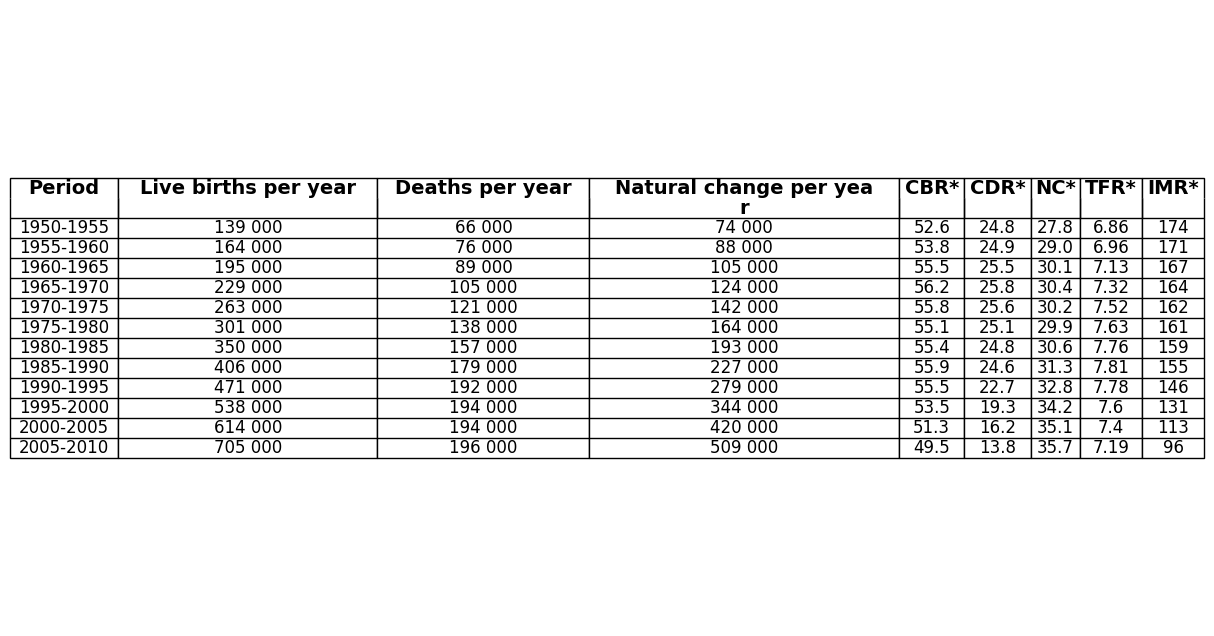 Period Live births per year Deaths per year Natural change per yea CBR* CDR* NC* TFR* IMR*
r
1950-1955 139 000 66 000 74 000 52.6 24.8 27.8 6.86 174
1955-1960 164 000 76 000 88 000 53.8 24.9 29.0 6.96 171
1960-1965 195 000 89 000 105 000 55.5 25.5 30.1 7.13 167
1965-1970 229 000 105 000 124 000 56.2 25.8 30.4 7.32 164
1970-1975 263 000 121 000 142 000 55.8 25.6 30.2 7.52 162
1975-1980 301 000 138 000 164 000 55.1 25.1 29.9 7.63 161
1980-1985 350 000 157 000 193 000 55.4 24.8 30.6 7.76 159
1985-1990 406 000 179 000 227 000 55.9 24.6 31.3 7.81 155
1990-1995 471 000 192 000 279 000 55.5 22.7 32.8 7.78 146
1995-2000 538 000 194 000 344 000 53.5 19.3 34.2 7.6 131
2000-2005 614 000 194 000 420 000 51.3 16.2 35.1 7.4 113
2005-2010 705 000 196 000 509 000 49.5 13.8 35.7 7.19 96